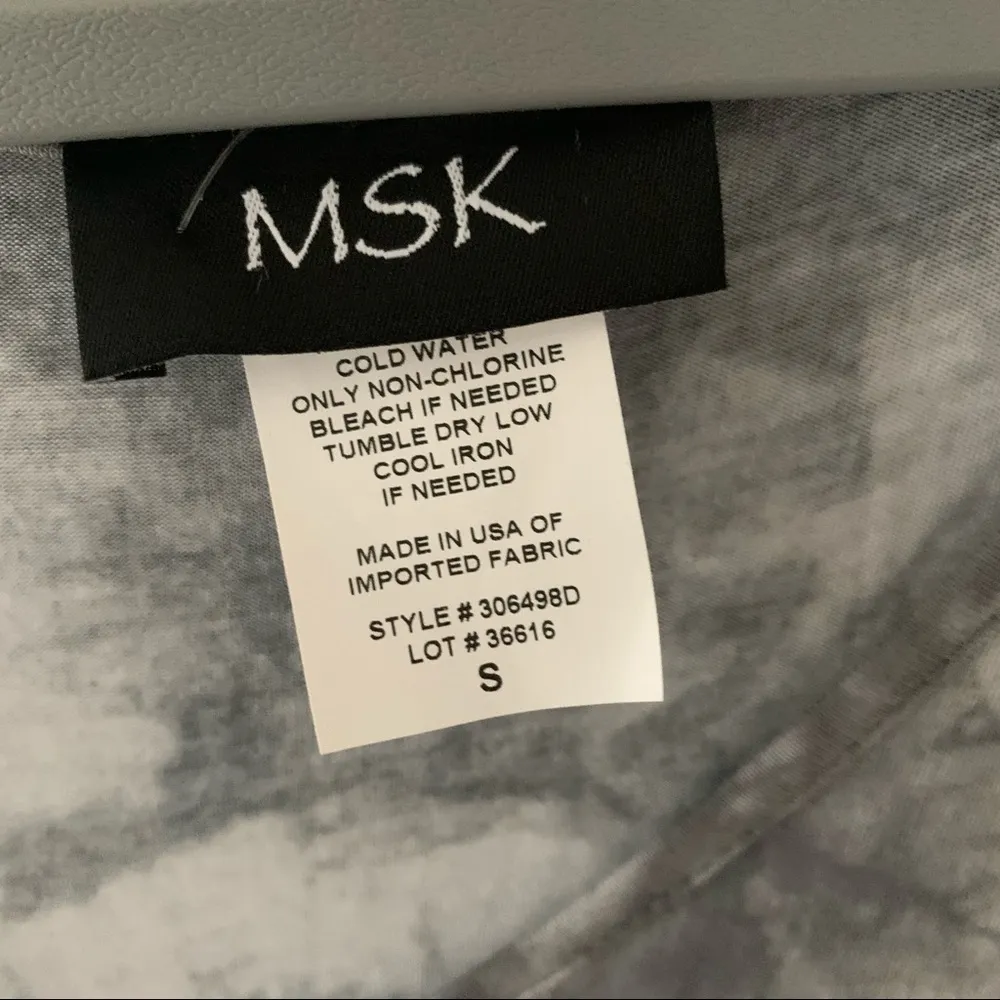 MSK
COLD WATER
ONLY NON-CHLORINE
BLEACH IF NEEDED
TUMBLE DRY LOW
COOL IRON
IF NEEDED
MADE IN USA OF
IMPORTED FABRIC
STYLE # 306498D
LOT # 36616
S